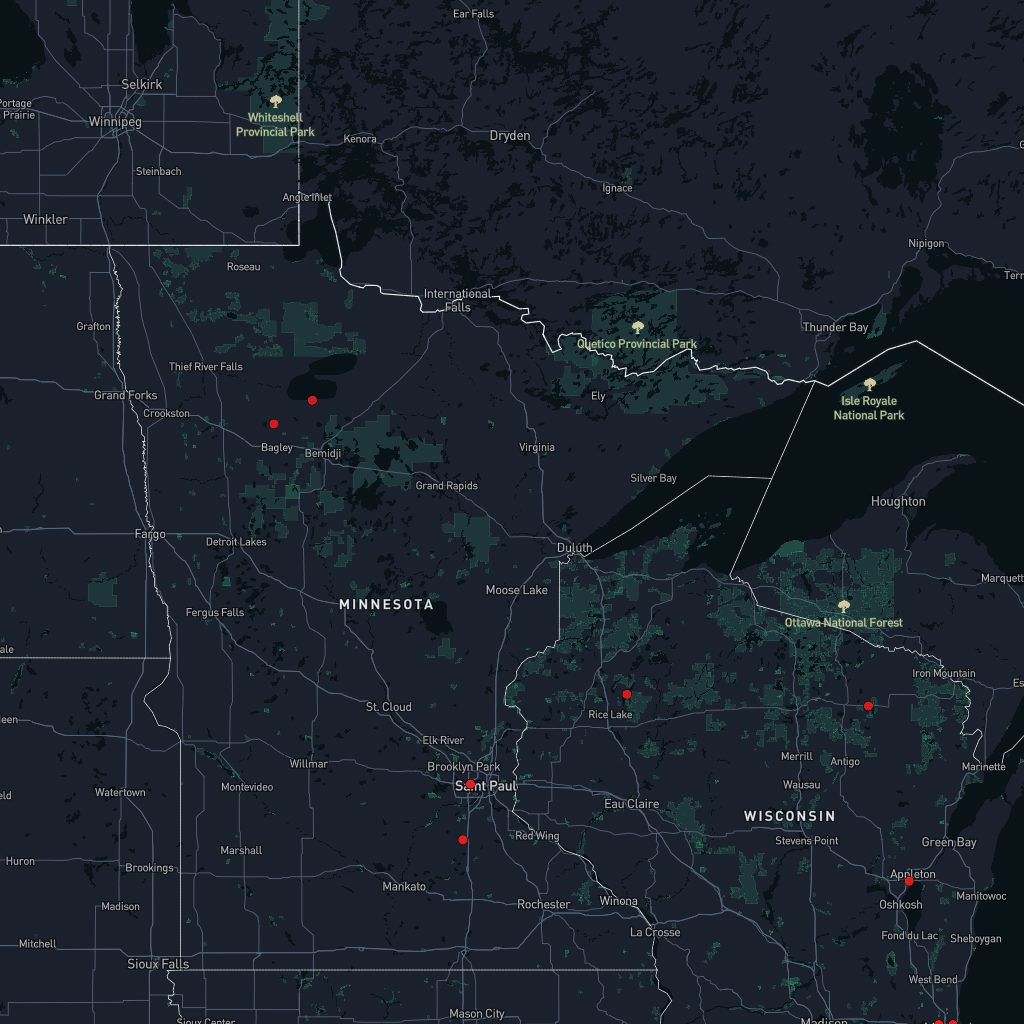 Ear Falls
Selkirk
Portage
Prairie
Winnipeg
Whiteshell
Provincial Park
Kenora
Dryden
Steinbach
Ignace
Angle Inlet
Winkler
Nipigon
Roseau
International
Falls
Grafton
Thunder Bay
Quetico Provincial Park
Thief River Falls
Grand Forks
Ely
Isle Royale
National Park
Crookston
Bagley
Bemidji
Virginia
Grand Rapids
Silver Bay
Houghton
Fargo
Detroit Lakes
Duluth
Moose Lake
Marquett
MINNESOTA
Fergus Falls
Ottawa National Forest
ale
Iron Mountain
Es
St. Cloud
Rice Lake
een
Elk River
Willmar
Brooklyn Park
Merrill
Antigo
Marinette
Saint Paul
Montevideo
Wausau
eld
Watertown
Eau Claire
WISCONSIN
Red Wing
Stevens Point
Green Bay
Marshall
Huron
Brookings
Appleton
Mankato
Manitowoc
Madison
Rochester
Winona
Oshkosh
La Crosse
Fond du Lac
Sheboygan
Mitchell
Sioux Falls
West Bend
Mason City
Sioux Center
Madison